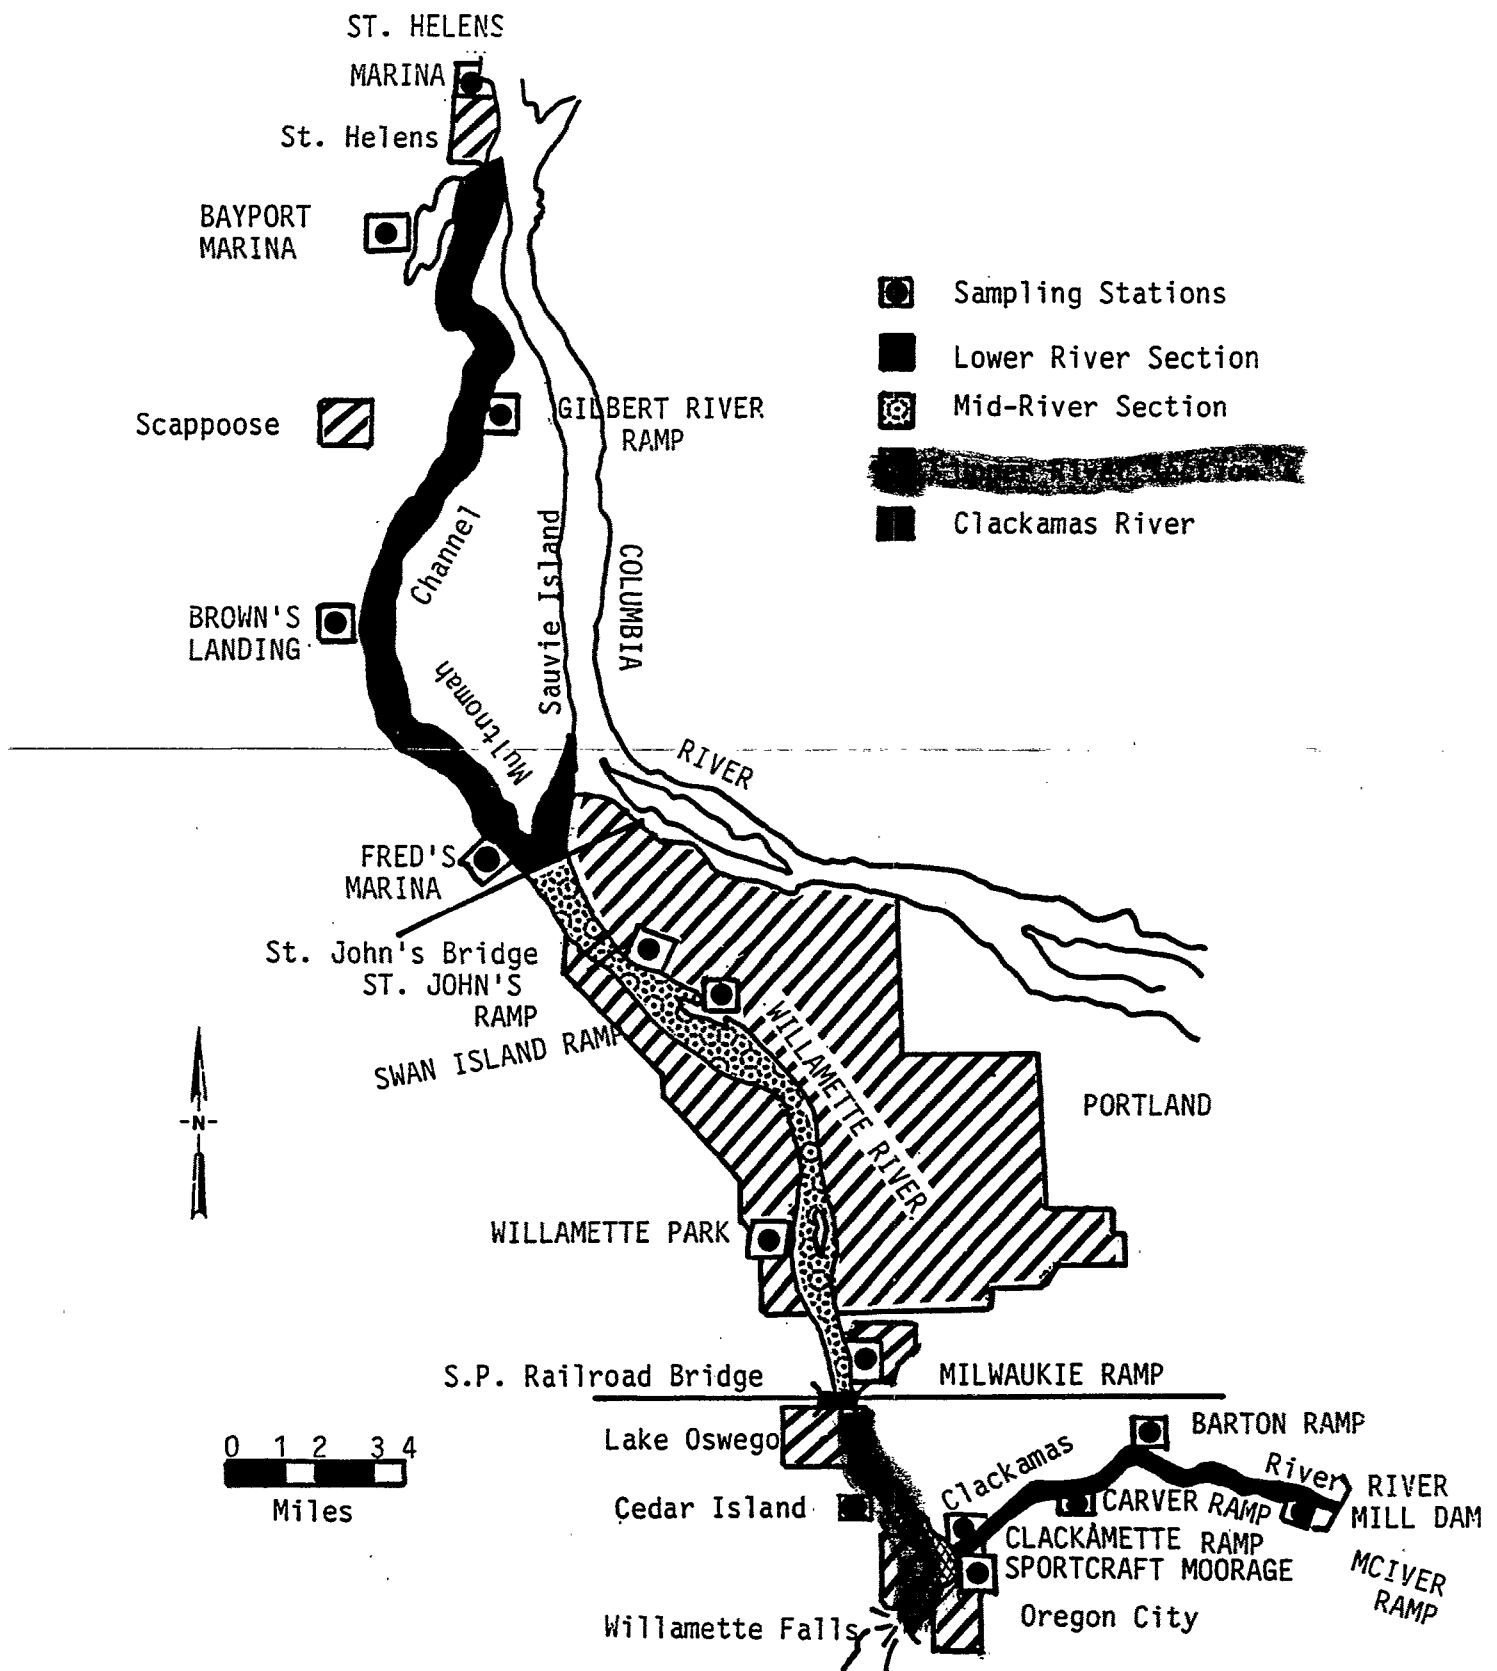 ST. HELENS
MARINA
St. Helens
BAYPORT
MARINA
Sampling Stations
Lower River Section
Mid-River Section
Upper River Section
Clackamas River
Scappoose
GILBERT RIVER
RAMP
Channel
Sauvie Island
COLUMBIA
BROWN'S
LANDING
Multnomah
RIVER
FRED'S
MARINA
St. John's Bridge
ST. JOHN'S
RAMP
SWAN ISLAND RAMP
WILLAMETTE RIVER
-N-
PORTLAND
WILLAMETTE PARK
S.P. Railroad Bridge
MILWAUKIE RAMP
0 1 2 3 4
Miles
Lake Oswego
BARTON RAMP
Clackamas
River
RIVER
MILL DAM
Cedar Island
CARVER RAMP
CLACKAMETTE RAMP
SPORTCRAFT MOORAGE
MCIVER
RAMP
Oregon City
Willamette Falls